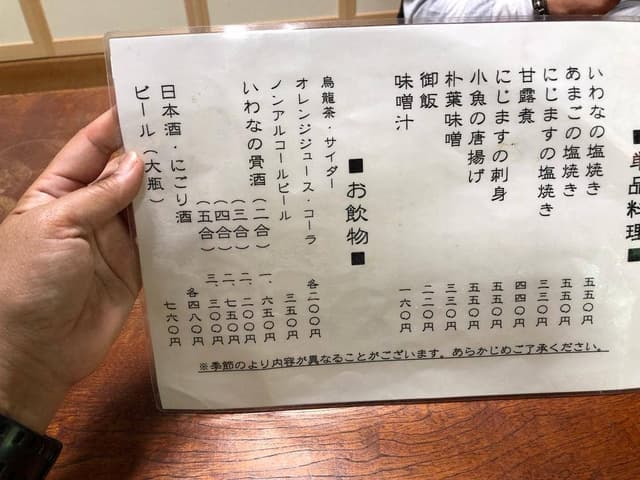 ■単品料理■
いわなの塩焼き 五五〇円
あまごの塩焼き 五五〇円
にじますの塩焼き 三三〇円
甘露煮 四四〇円
にじますの刺身 五五〇円
小魚の唐揚げ 五五〇円
朴葉味噌 三三〇円
御飯 二二〇円
味噌汁 一六〇円
■お飲物■
烏龍茶・サイダー
オレンジジュース・コーラ 各二〇〇円
ノンアルコールビール 三五〇円
いわなの骨酒(二合) 一、六五〇円
(三合) 二、二〇〇円
(四合) 二、七五〇円
(五合) 三、三〇〇円
日本酒・にごり酒 各四八〇円
ビール(大瓶) 七六〇円
※季節のより内容が異なることがございます。あらかじめご了承ください。